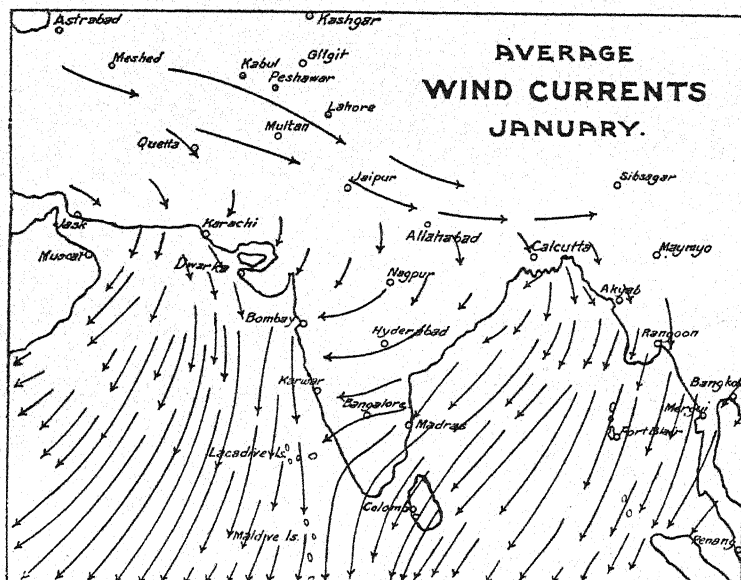 Astrabad
Kashgar
Meshed
Kabul
Gilgit
Peshawar
AVERAGE
WIND CURRENTS
JANUARY.
Lahore
Multan
Quetta
Jaipur
Sibsagar
Jask
Karachi
Allahabad
Muscat
Dwarka
Calcutta
Maymyo
Nagpur
Akyab
Bombay
Hyderabad
Rangoon
Karwar
Bangkok
Bangalore
Mergui
Madras
Port Blair
Lacadive Is.
Colombo
Maldive Is.
Penang